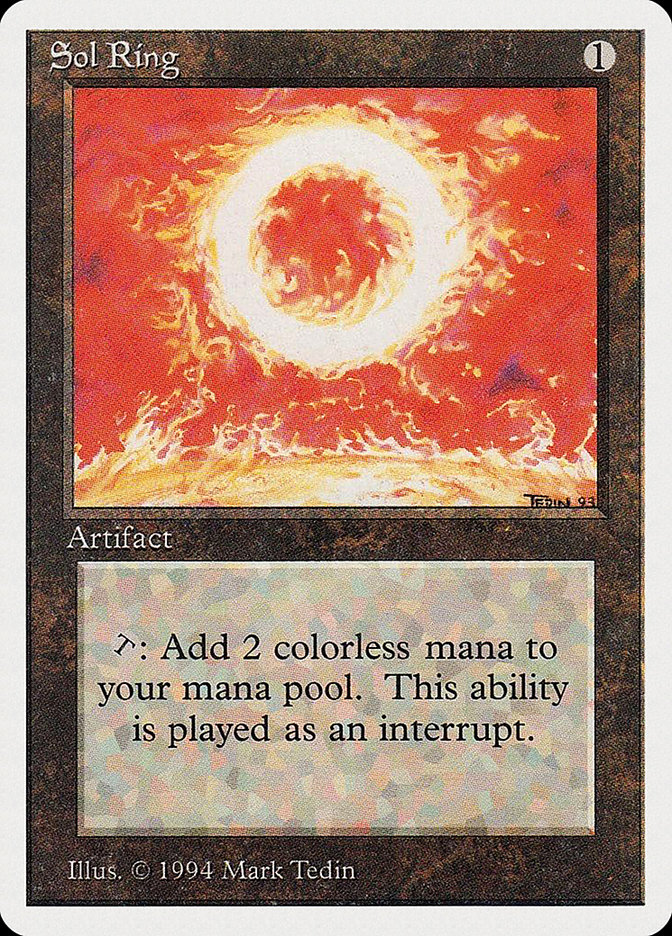 Sol Ring 1
TEDIN 93
Artifact
T: Add 2 colorless mana to
your mana pool. This ability
is played as an interrupt.
Illus. © 1994 Mark Tedin